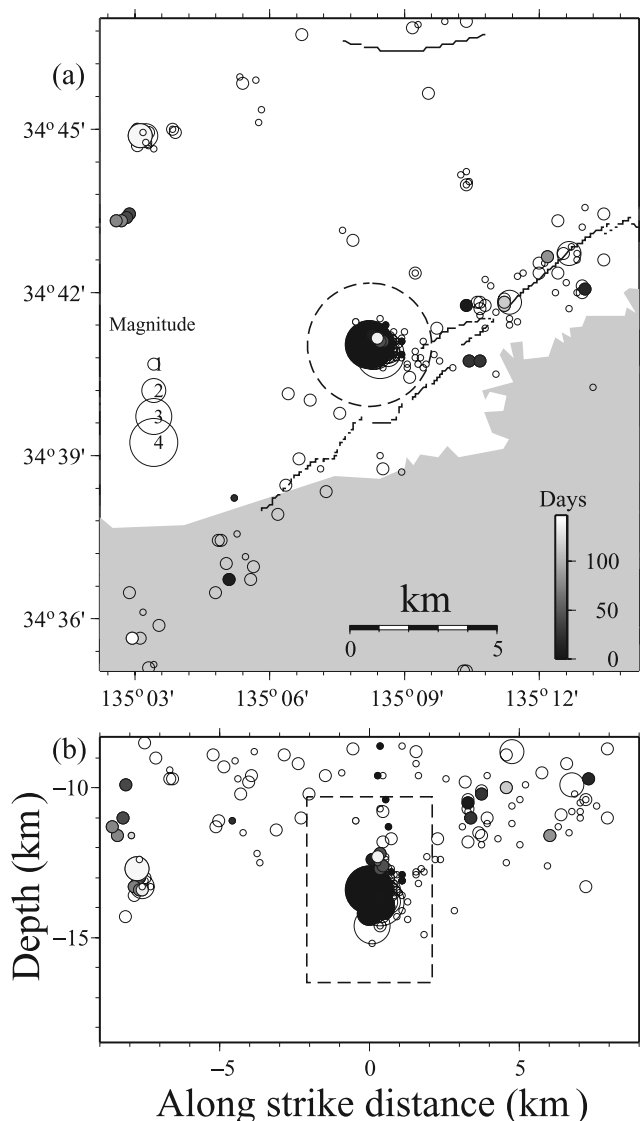 (a)
34° 45'
34° 42'
Magnitude
1
2
3
4
34° 39'
Days
100
50
0
km
0 5
34° 36'
135° 03' 135° 06' 135° 09' 135° 12'
(b)
−10
−15
Depth (km)
−5 0 5
Along strike distance (km)